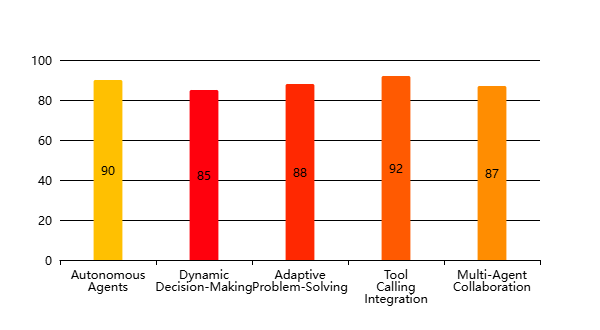 100
80
60
40
20
0
90
85
88
92
87
Autonomous
Agents
Dynamic
Decision-Making
Adaptive
Problem-Solving
Tool
Calling
Integration
Multi-Agent
Collaboration